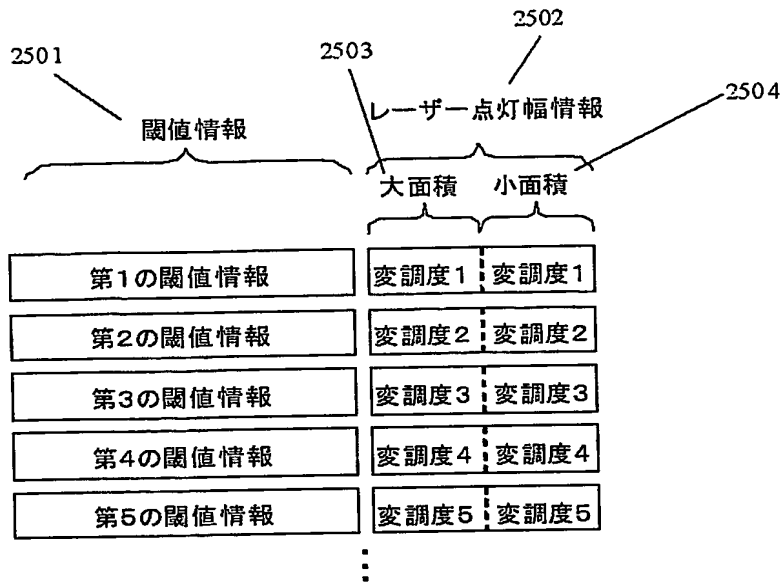 2502
2501
2503
レーザー点灯幅情報
2504
閾値情報
大面積 小面積
第1の閾値情報 変調度1 変調度1
第2の閾値情報 変調度2 変調度2
第3の閾値情報 変調度3 変調度3
第4の閾値情報 変調度4 変調度4
第5の閾値情報 変調度5 変調度5